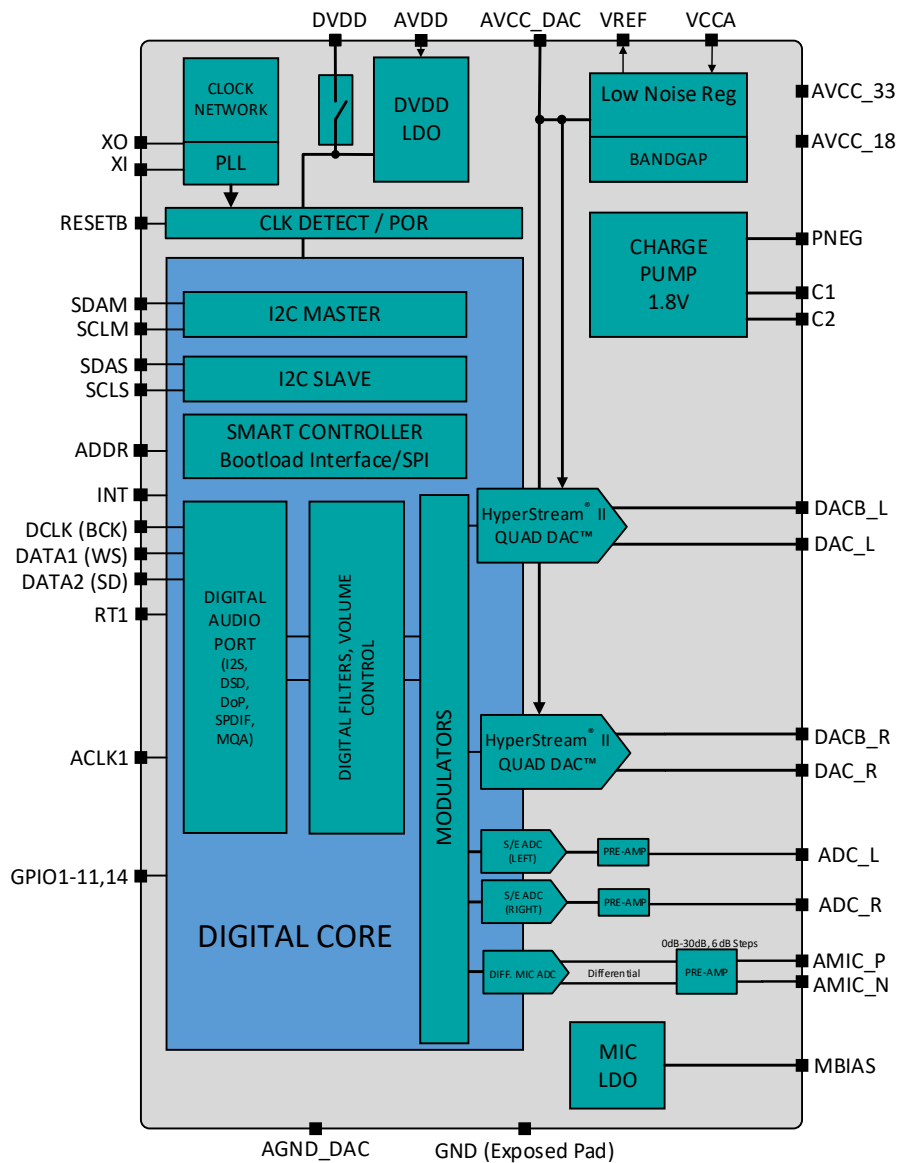 DVDD
AVDD
AVCC_DAC
VREF
VCCA
CLOCK
NETWORK
PLL
DVDD
LDO
Low Noise Reg
BANDGAP
AVCC_33
AVCC_18
XO
XI
RESETB
CLK DETECT / POR
CHARGE
PUMP
1.8V
PNEG
C1
C2
SDAM
SCLM
I2C MASTER
SDAS
SCLS
I2C SLAVE
ADDR
SMART CONTROLLER
Bootload Interface/SPI
INT
DCLK (BCK)
DATA1 (WS)
DATA2 (SD)
RT1
DIGITAL
AUDIO
PORT
(I2S,
DSD,
DoP,
SPDIF,
MQA)
DIGITAL FILTERS, VOLUME
CONTROL
MODULATORS
HyperStream® II
QUAD DAC™
DACB_L
DAC_L
HyperStream® II
QUAD DAC™
DACB_R
DAC_R
ACLK1
S/E ADC
(LEFT)
PRE-AMP
ADC_L
GPIO1-11,14
S/E ADC
(RIGHT)
PRE-AMP
ADC_R
DIGITAL CORE
0dB-30dB, 6dB Steps
DIFF. MIC ADC
Differential
PRE-AMP
AMIC_P
AMIC_N
MIC
LDO
MBIAS
AGND_DAC
GND (Exposed Pad)